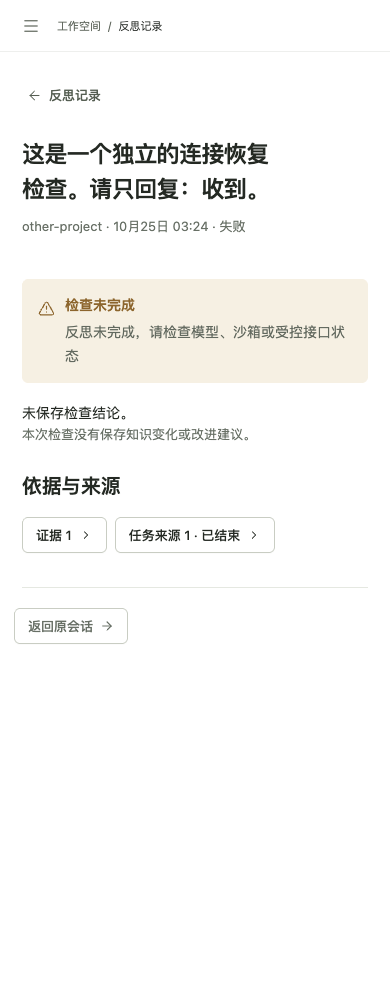 工作空间 / 反思记录
反思记录
这是一个独立的连接恢复
检查。请只回复：收到。
other-project · 10月25日 03:24 · 失败
检查未完成
反思未完成，请检查模型、沙箱或受控接口状
态
未保存检查结论。
本次检查没有保存知识变化或改进建议。
依据与来源
证据 1
任务来源 1 · 已结束
返回原会话